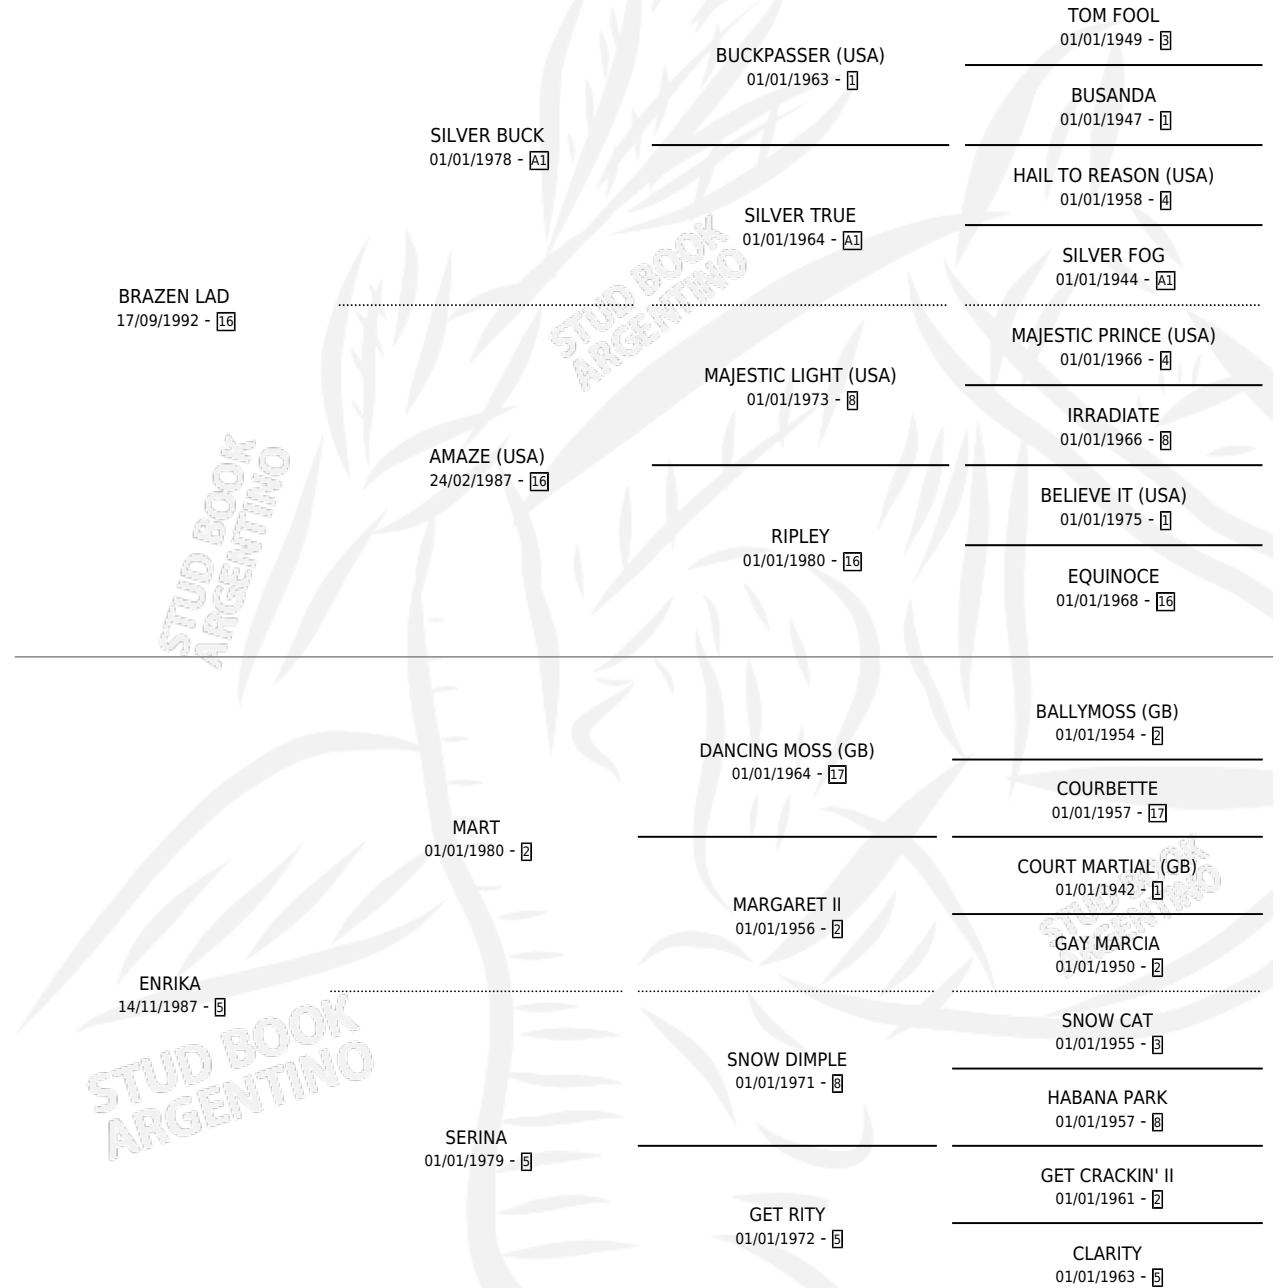 TOM FOOL
01/01/1949 - 3
BUCKPASSER (USA)
01/01/1963 - 1
BUSANDA
01/01/1947 - 1
SILVER BUCK
01/01/1978 - A1
HAIL TO REASON (USA)
01/01/1958 - 4
SILVER TRUE
01/01/1964 - A1
SILVER FOG
01/01/1944 - A1
BRAZEN LAD
17/09/1992 - 16
STUD BOOK
ARGENTINO
MAJESTIC PRINCE (USA)
01/01/1966 - 4
MAJESTIC LIGHT (USA)
01/01/1973 - 8
IRRADIATE
01/01/1966 - 8
AMAZE (USA)
24/02/1987 - 16
BELIEVE IT (USA)
01/01/1975 - 1
RIPLEY
01/01/1980 - 16
EQUINOCE
01/01/1968 - 16
STUD BOOK
ARGENTINO
BALLYMOSS (GB)
01/01/1954 - 2
DANCING MOSS (GB)
01/01/1964 - 17
COURBETTE
01/01/1957 - 17
MART
01/01/1980 - 2
COURT MARTIAL (GB)
01/01/1942 - 1
MARGARET II
01/01/1956 - 2
GAY MARCIA
01/01/1950 - 2
STUD BOOK
ARGENTINO
ENRIKA
14/11/1987 - 5
SNOW CAT
01/01/1955 - 3
SNOW DIMPLE
01/01/1971 - 8
HABANA PARK
01/01/1957 - 8
STUD BOOK
ARGENTINO
SERINA
01/01/1979 - 5
GET CRACKIN' II
01/01/1961 - 2
GET RITY
01/01/1972 - 5
CLARITY
01/01/1963 - 5